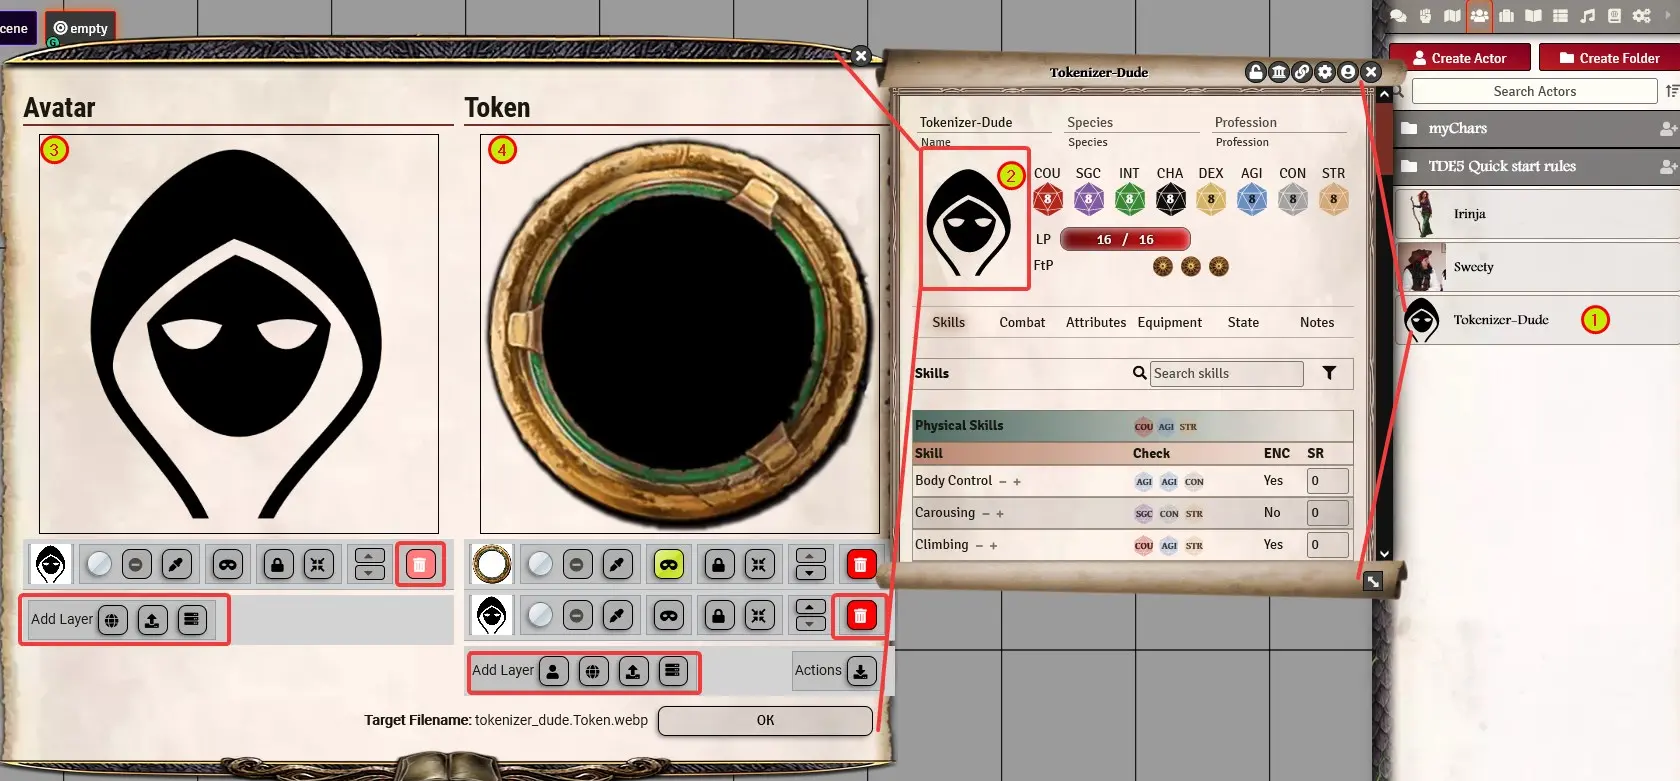 cene
empty
G
Avatar
3
Token
4
Add Layer
Add Layer
Actions
Target Filename: tokenizer_dude.Token.webp
OK
Tokenizer-Dude
Tokenizer-Dude
Species
Profession
Name
Species
Profession
2
COU SGC INT CHA DEX AGI CON STR
8 8 8 8 8 8 8 8
LP 16 / 16
FtP
Skills Combat Attributes Equipment State Notes
Skills
Search skills
Physical Skills COU AGI STR
Skill Check ENC SR
Body Control − + AGI AGI CON Yes 0
Carousing − + SGC CON STR No 0
Climbing − + COU AGI STR Yes 0
Create Actor
Create Folder
Search Actors
myChars
TDE5 Quick start rules
Irinja
Sweety
Tokenizer-Dude
1